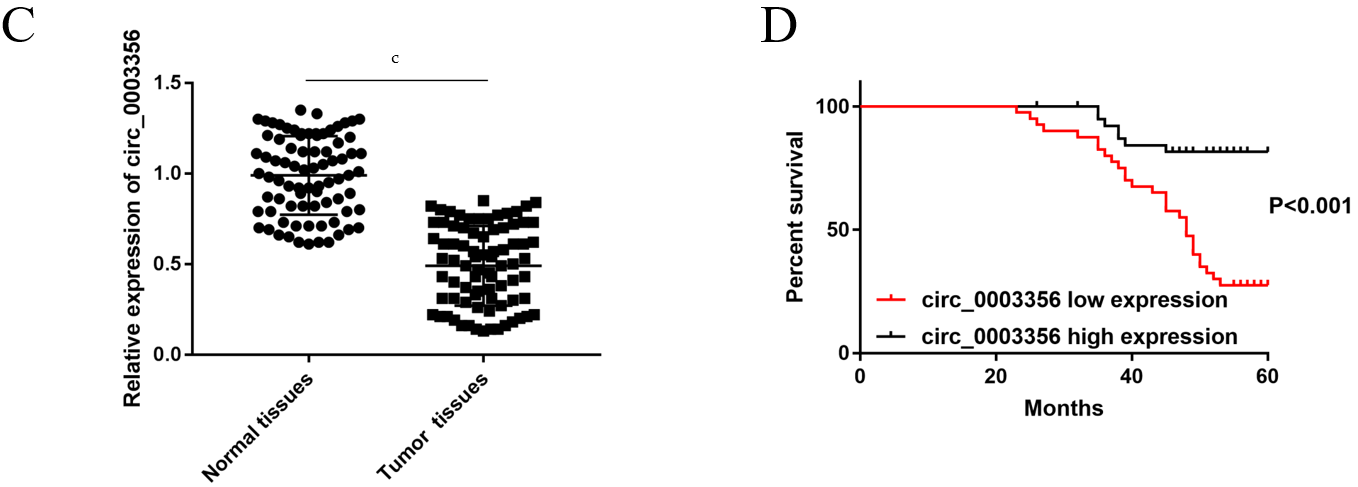 C
Relative expression of circ_0003356
c
1.5
1.0
0.5
0.0
Normal tissues
Tumor tissues
D
Percent survival
100
50
0
P<0.001
circ_0003356 low expression
circ_0003356 high expression
0 20 40 60
Months